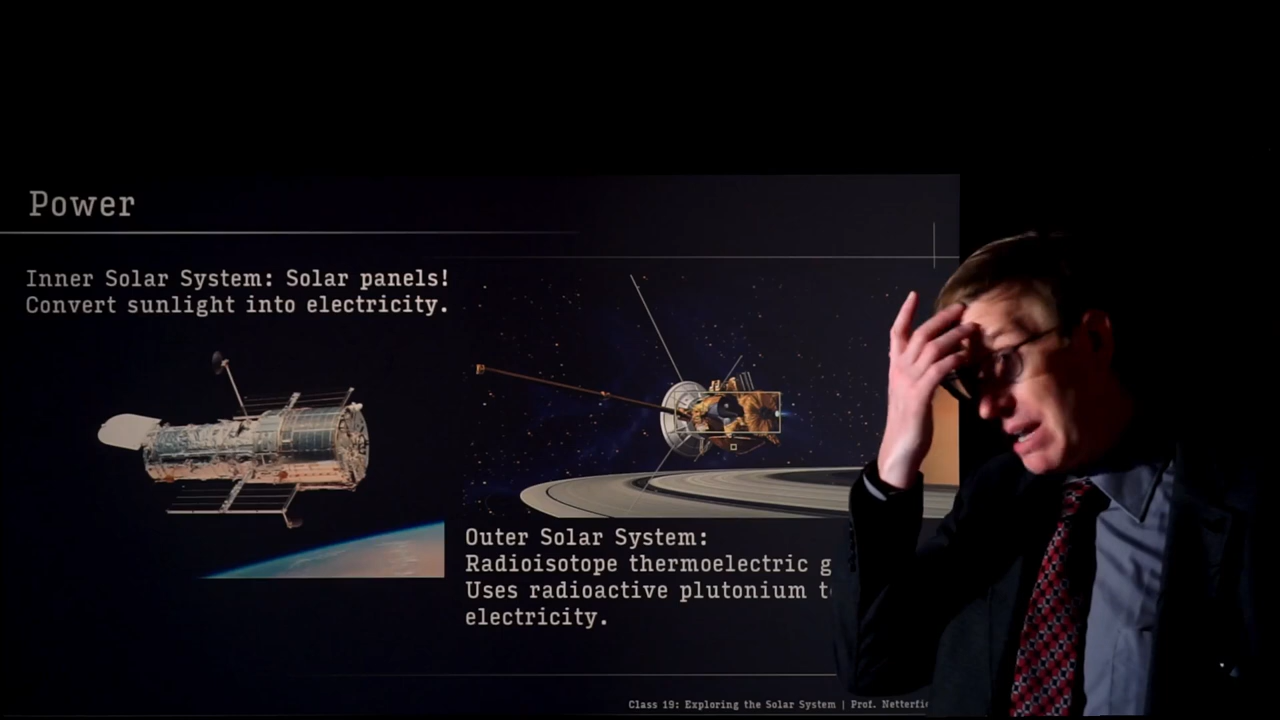 Power
Inner Solar System: Solar panels!
Convert sunlight into electricity.
Outer Solar System:
Radioisotope thermoelectric
Uses radioactive plutonium
electricity.
Class 19: Exploring the Solar System | Prof.